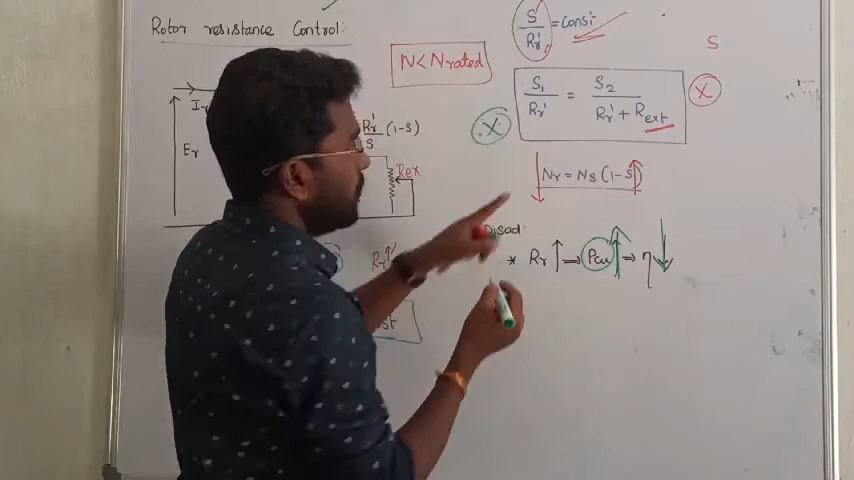 Rotor resistance Control:
N < Nrated
S/Rr' = Const
S
S1/Rr' = S2/(Rr' + Rext)
X
X
Er
Rr'/S (1-S)
Rex
Nr = Ns (1-S)
Disad:
* Rr ↑ ⇒ Pcu ↑ ⇒ η ↓